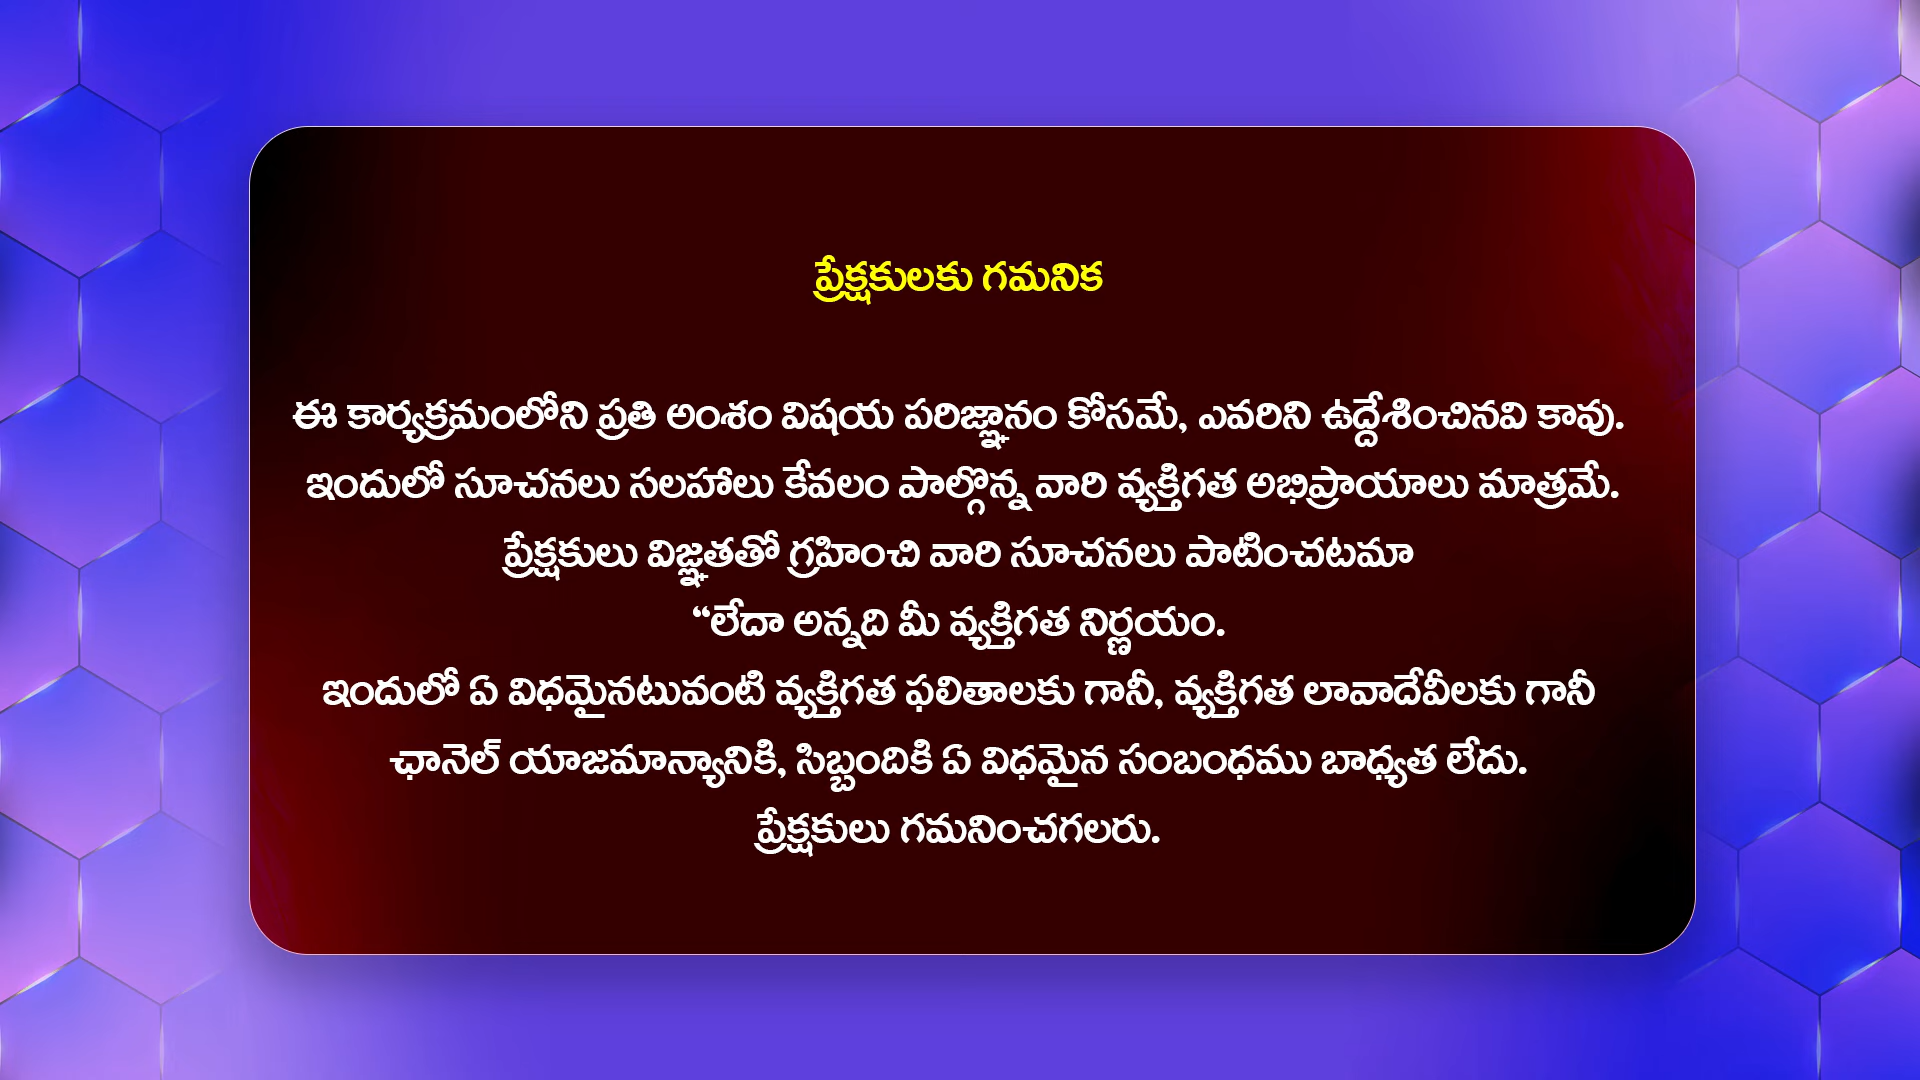 ప్రేక్షకులకు గమనిక
ఈ కార్యక్రమంలోని ప్రతి అంశం విషయ పరిజ్ఞానం కోసమే, ఎవరిని ఉద్దేశించినవి కావు.
ఇందులో సూచనలు సలహాలు కేవలం పాల్గొన్న వారి వ్యక్తిగత అభిప్రాయాలు మాత్రమే.
ప్రేక్షకులు విజ్ఞతతో గ్రహించి వారి సూచనలు పాటించటమా
“లేదా అన్నది మీ వ్యక్తిగత నిర్ణయం.
ఇందులో ఏ విధమైనటువంటి వ్యక్తిగత ఫలితాలకు గానీ, వ్యక్తిగత లావాదేవీలకు గానీ
ఛానెల్ యాజమాన్యానికి, సిబ్బందికి ఏ విధమైన సంబంధము బాధ్యత లేదు.
ప్రేక్షకులు గమనించగలరు.